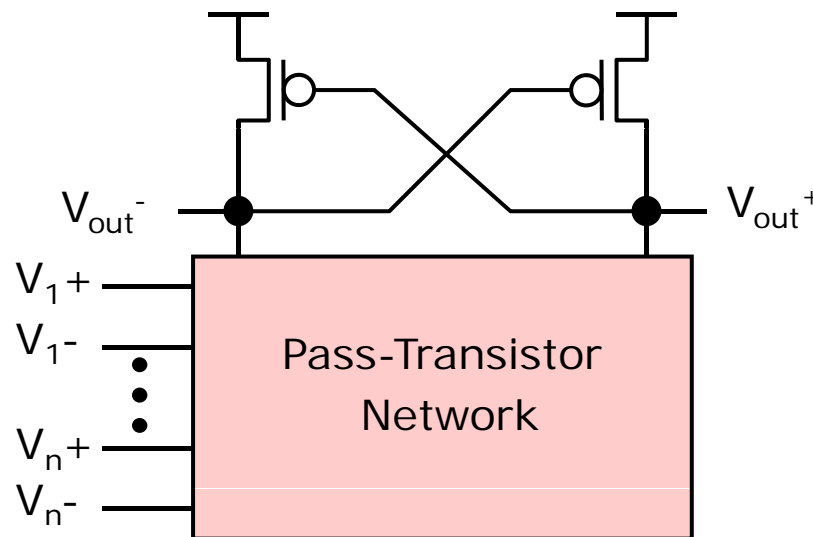 Vout- Vout+
V1+
V1-
Pass-Transistor
Network
Vn+
Vn-